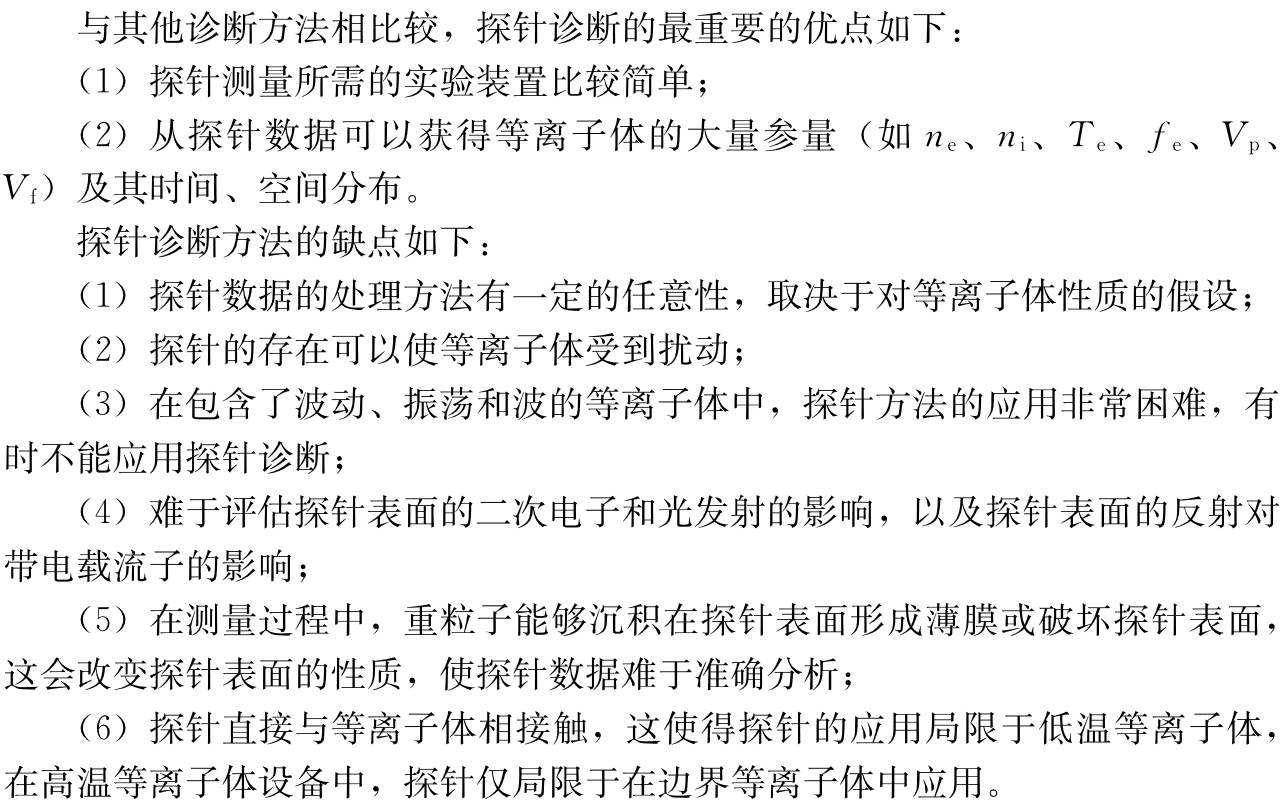 与其他诊断方法相比较，探针诊断的最重要的优点如下：
（1）探针测量所需的实验装置比较简单；
（2）从探针数据可以获得等离子体的大量参量（如 nₑ、nᵢ、Tₑ、fₑ、Vₚ、
V_f）及其时间、空间分布。
探针诊断方法的缺点如下：
（1）探针数据的处理方法有一定的任意性，取决于对等离子体性质的假设；
（2）探针的存在可以使等离子体受到扰动；
（3）在包含了波动、振荡和波的等离子体中，探针方法的应用非常困难，有
时不能应用探针诊断；
（4）难于评估探针表面的二次电子和光发射的影响，以及探针表面的反射对
带电载流子的影响；
（5）在测量过程中，重粒子能够沉积在探针表面形成薄膜或破坏探针表面，
这会改变探针表面的性质，使探针数据难于准确分析；
（6）探针直接与等离子体相接触，这使得探针的应用局限于低温等离子体，
在高温等离子体设备中，探针仅局限于在边界等离子体中应用。